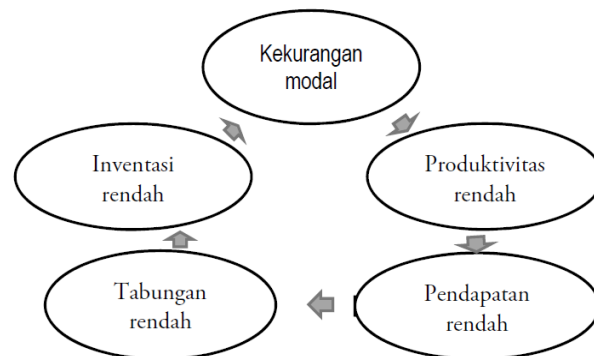 Kekurangan
modal
Inventasi
rendah
Produktivitas
rendah
Tabungan
rendah
Pendapatan
rendah